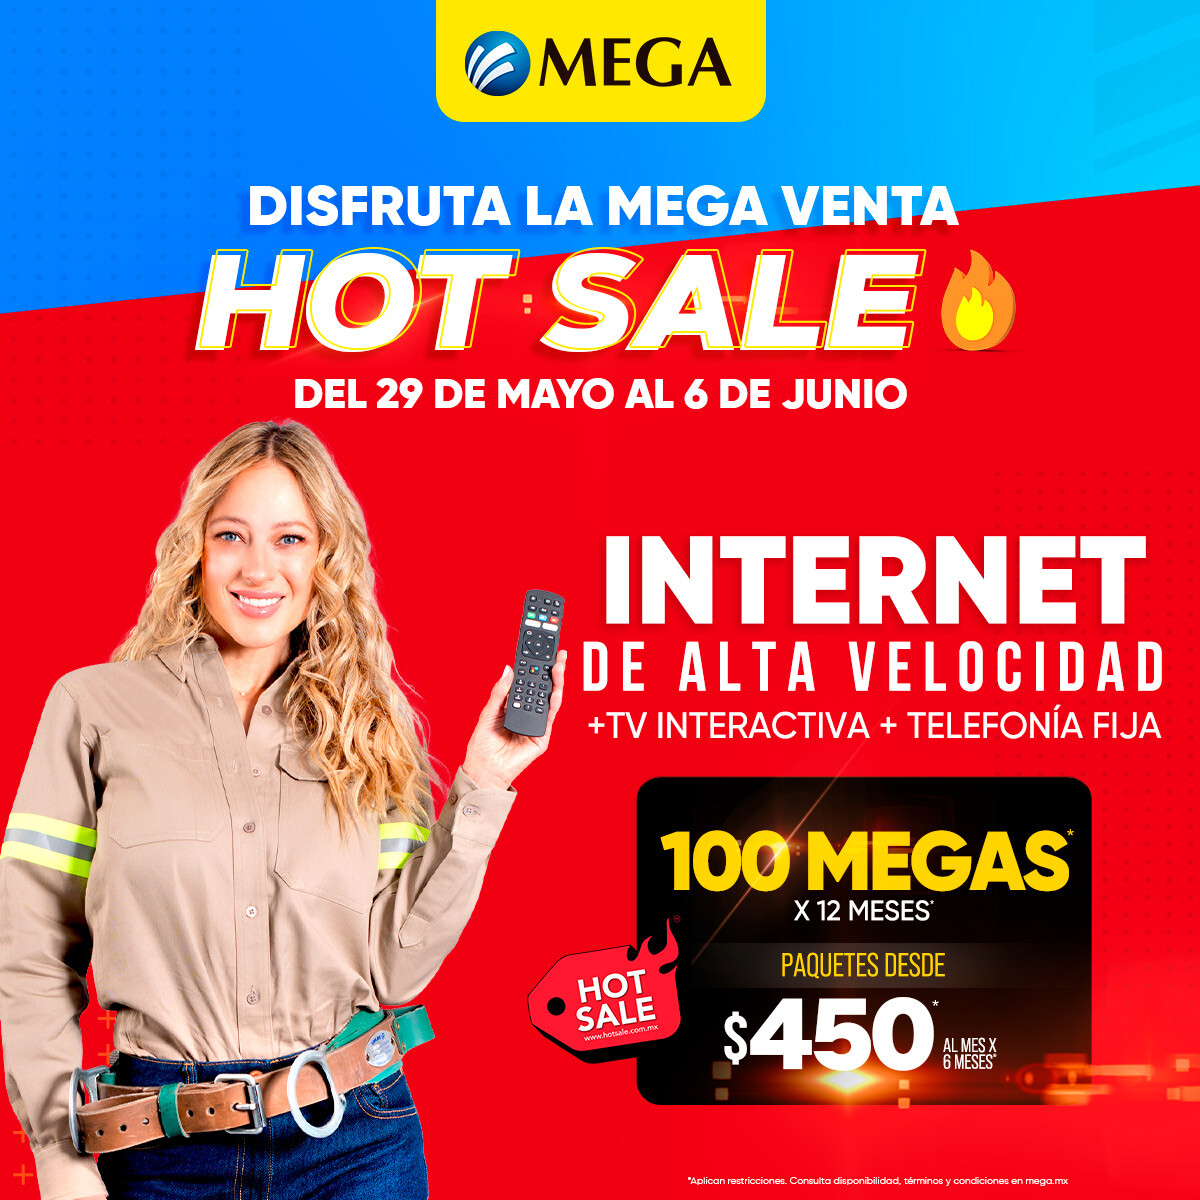 MEGA
DISFRUTA LA MEGA VENTA
HOT SALE
DEL 29 DE MAYO AL 6 DE JUNIO
INTERNET
DE ALTA VELOCIDAD
+TV INTERACTIVA + TELEFONÍA FIJA
100 MEGAS*
X 12 MESES*
PAQUETES DESDE
$450*
AL MES X
6 MESES*
HOT
SALE
www.hotsale.com.mx
*Aplican restricciones. Consulta disponibilidad, términos y condiciones en mega.mx